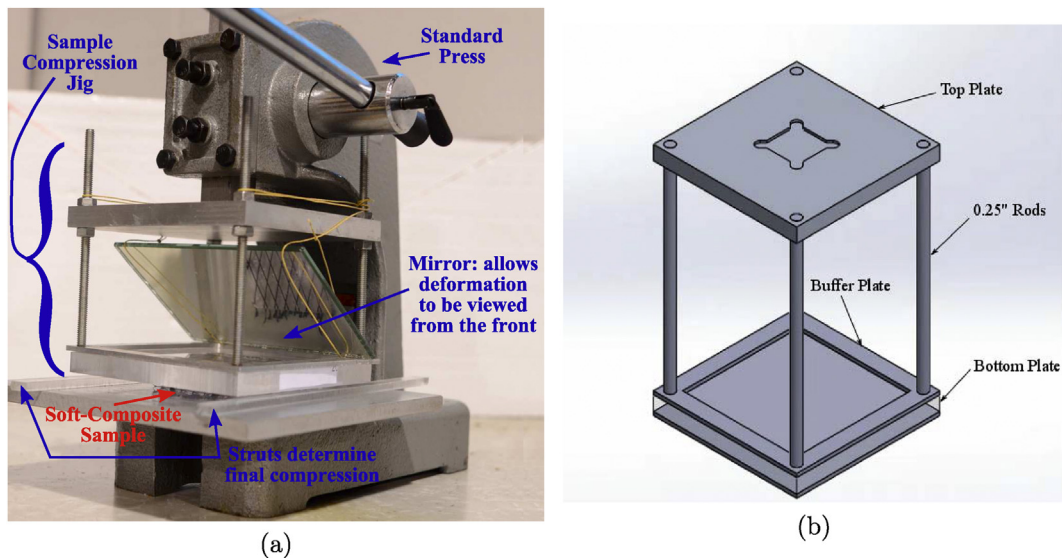 Sample
Compression
Jig
Standard
Press
Mirror: allows
deformation
to be viewed
from the front
Soft-Composite
Sample
Struts determine
final compression
(a)
Top Plate
0.25" Rods
Buffer Plate
Bottom Plate
(b)